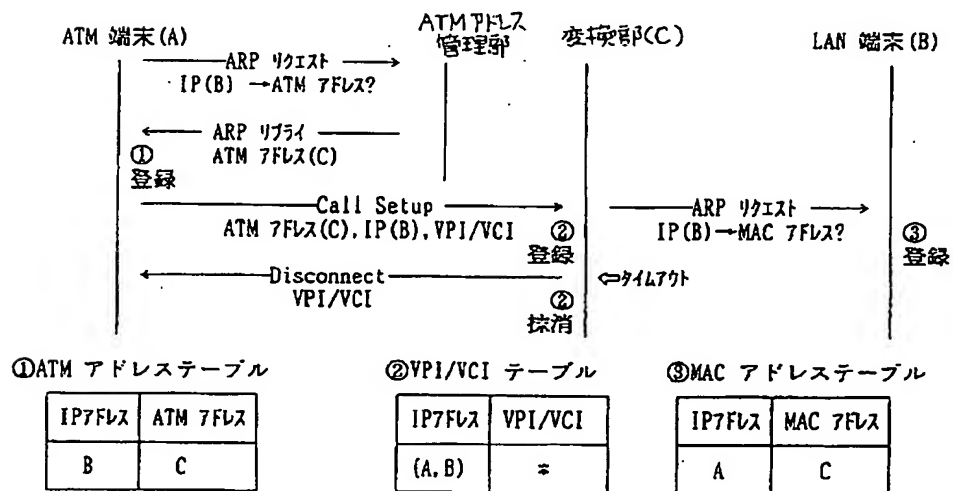 ATM 端末(A)
ATMアドレス
管理部
変換部(C)
LAN 端末(B)
ARP リクエスト
IP(B) →ATM アドレス?
ARP リプライ
ATM アドレス(C)
①
登録
Call Setup
ATM アドレス(C), IP(B), VPI/VCI
②
登録
ARP リクエスト
IP(B)→MAC アドレス?
③
登録
Disconnect
VPI/VCI
⇦タイムアウト
②
抹消
①ATM アドレステーブル
IPアドレス ATM アドレス
B C
②VPI/VCI テーブル
IPアドレス VPI/VCI
(A, B)
③MAC アドレステーブル
IPアドレス MAC アドレス
A C